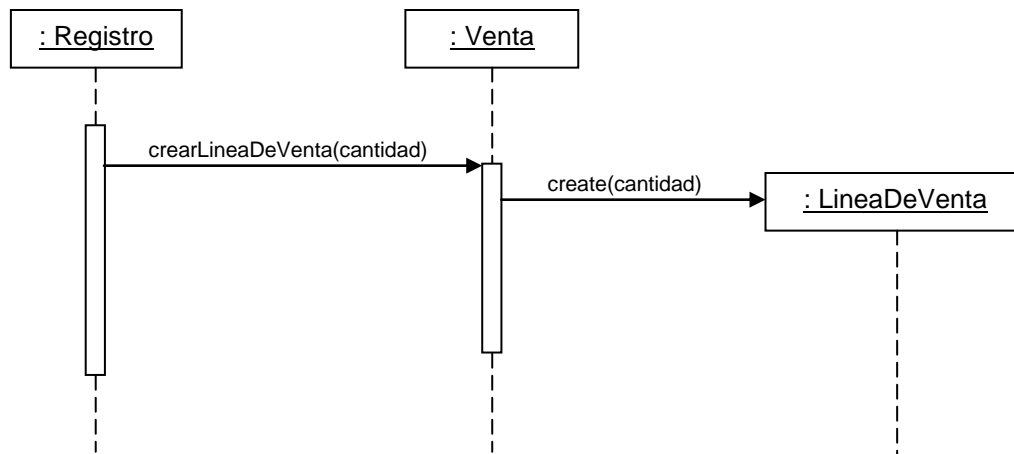 : Registro
: Venta
crearLineaDeVenta(cantidad)
create(cantidad)
: LineaDeVenta